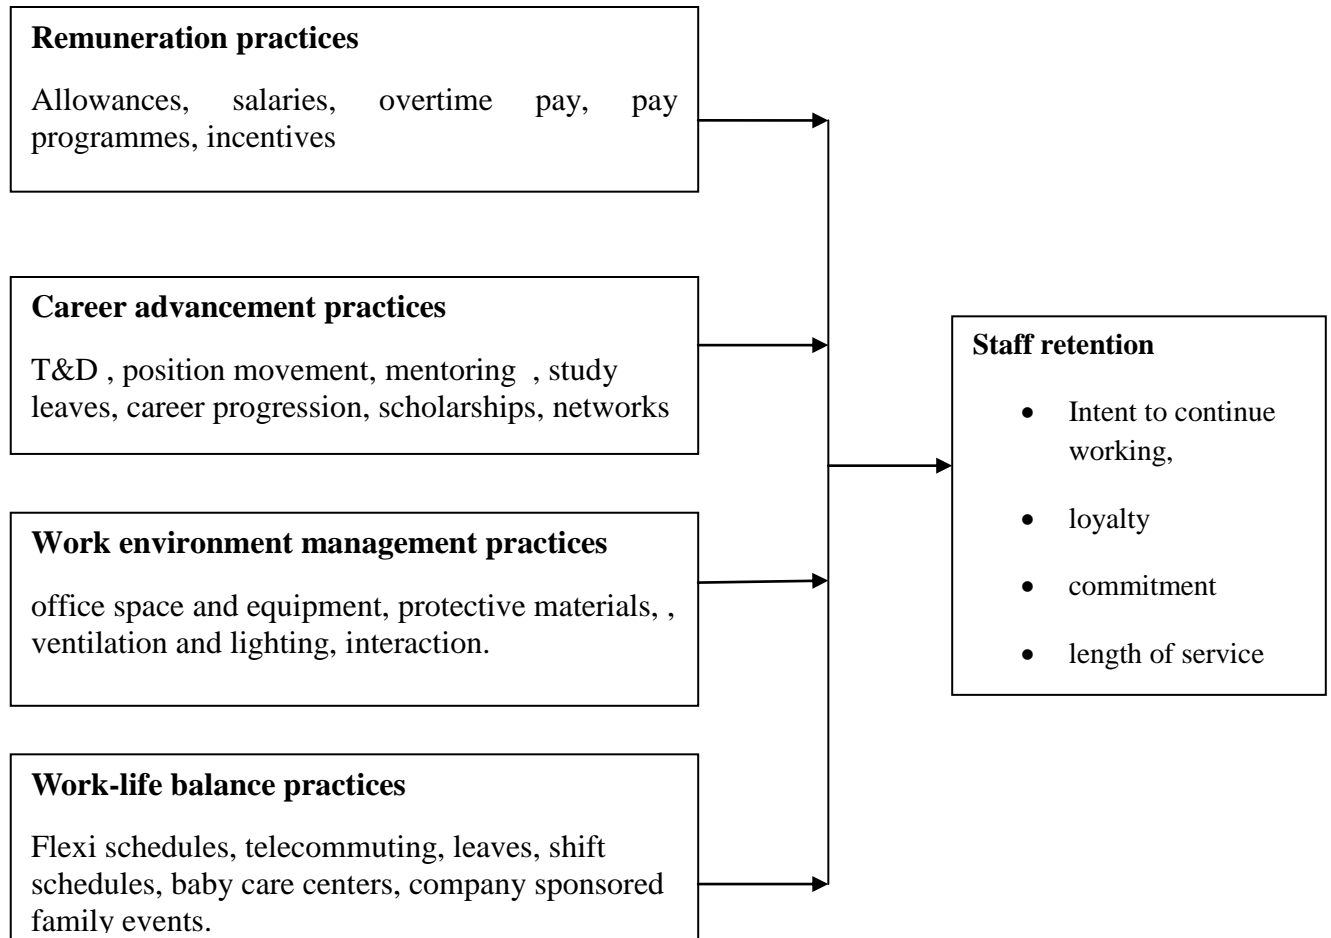 Remuneration practices
Allowances, salaries, overtime pay, pay
programmes, incentives
Career advancement practices
T&D , position movement, mentoring , study
leaves, career progression, scholarships, networks
Work environment management practices
office space and equipment, protective materials, ,
ventilation and lighting, interaction.
Work-life balance practices
Flexi schedules, telecommuting, leaves, shift
schedules, baby care centers, company sponsored
family events.
Staff retention
• Intent to continue
working,
• loyalty
• commitment
• length of service